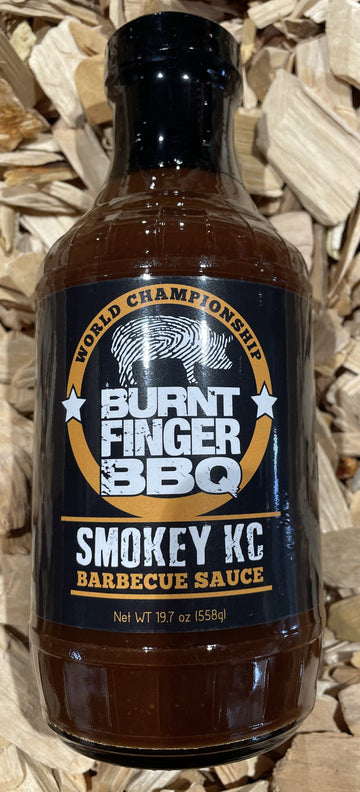 WORLD CHAMPIONSHIP
BURNT
FINGER
BBQ
SMOKEY KC
BARBECUE SAUCE
Net WT 19.7 oz (558g)